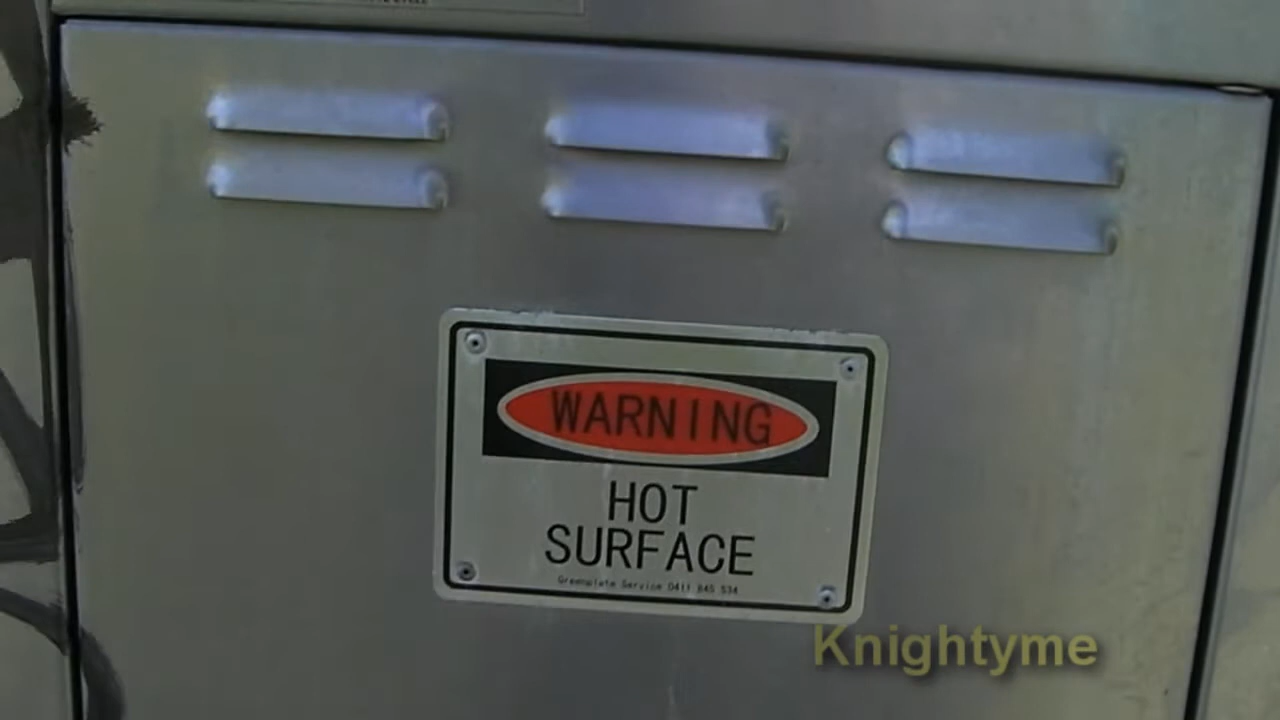 WARNING
HOT
SURFACE
Greenplate Service 0411 845 534
Knightyme